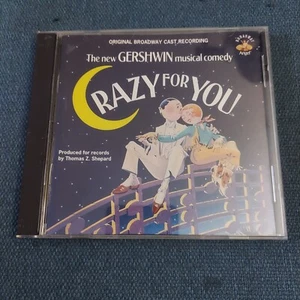 ORIGINAL BROADWAY CAST RECORDING
The new GERSHWIN musical comedy
CRAZY FOR YOU
Produced for records
by Thomas Z. Shepard